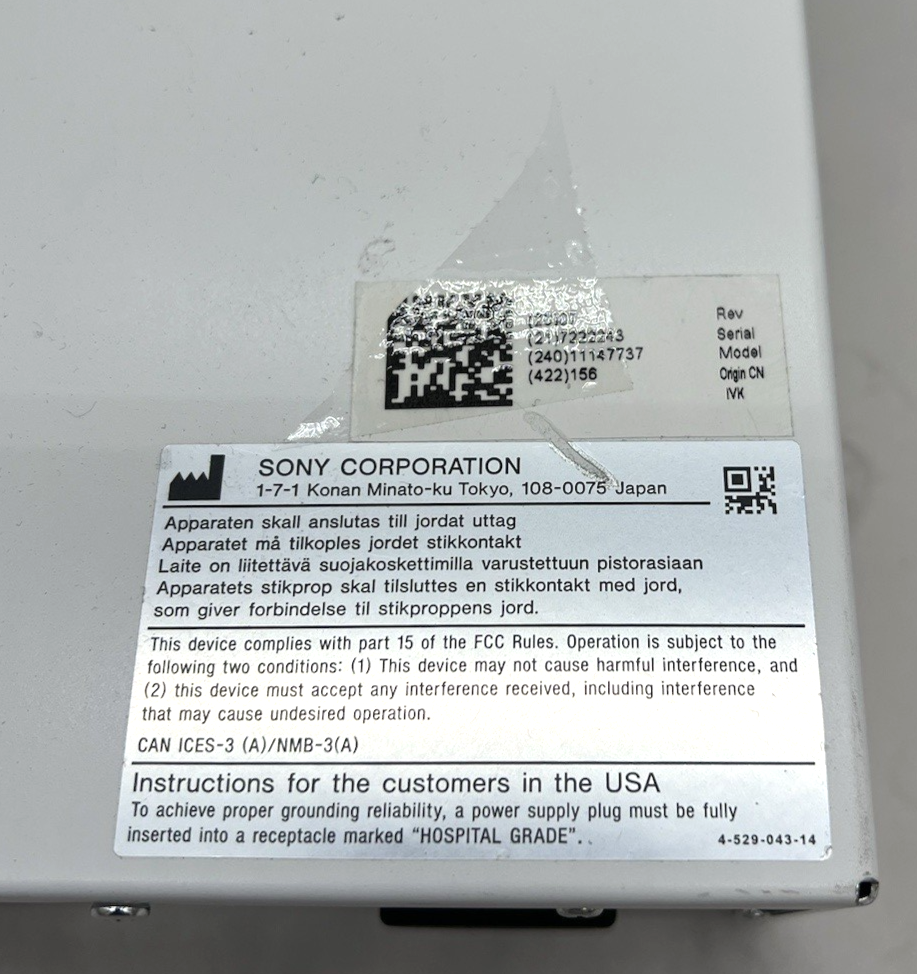 Rev
(21)7222243 Serial
(240)11147737 Model
(422)156 Origin CN
IVK
SONY CORPORATION
1-7-1 Konan Minato-ku Tokyo, 108-0075 Japan
Apparaten skall anslutas till jordat uttag
Apparatet må tilkoples jordet stikkontakt
Laite on liitettävä suojakoskettimilla varustettuun pistorasiaan
Apparatets stikprop skal tilsluttes en stikkontakt med jord,
som giver forbindelse til stikproppens jord.
This device complies with part 15 of the FCC Rules. Operation is subject to the
following two conditions: (1) This device may not cause harmful interference, and
(2) this device must accept any interference received, including interference
that may cause undesired operation.
CAN ICES-3 (A)/NMB-3(A)
Instructions for the customers in the USA
To achieve proper grounding reliability, a power supply plug must be fully
inserted into a receptacle marked “HOSPITAL GRADE”.
4-529-043-14